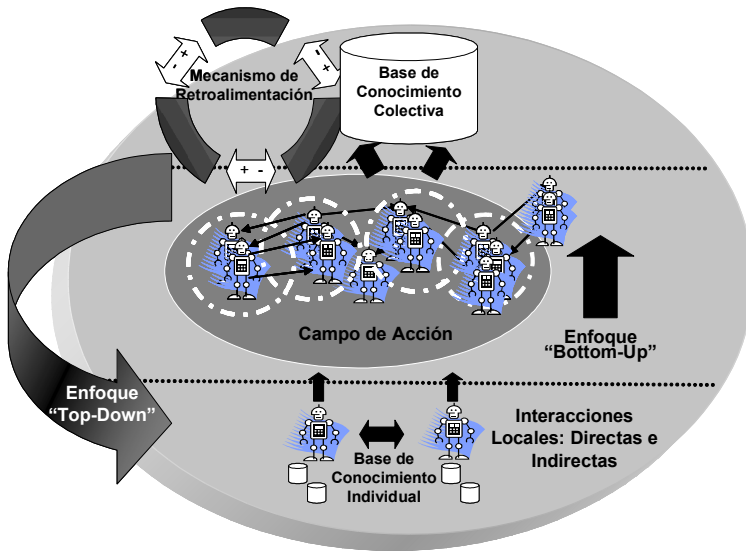 +
-
-
+
Mecanismo de
Retroalimentación
+ -
Base de
Conocimiento
Colectiva
Campo de Acción
Enfoque
“Bottom-Up”
Enfoque
“Top-Down”
Interacciones
Locales: Directas e
Indirectas
Base de
Conocimiento
Individual